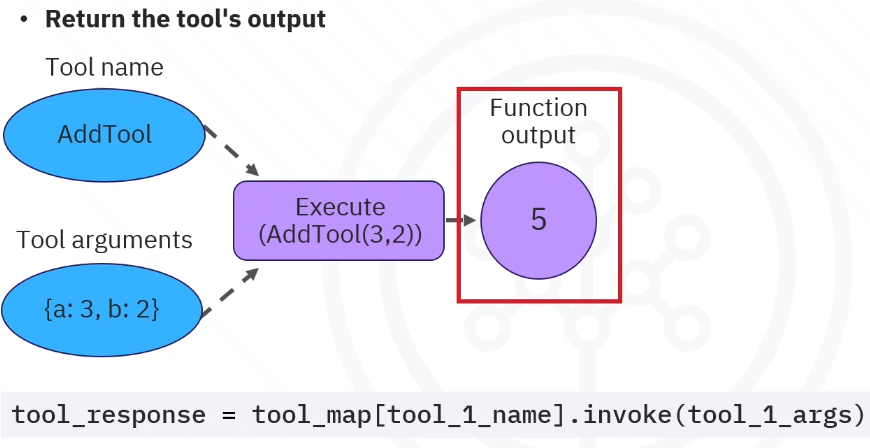 • Return the tool's output
Tool name
AddTool
Tool arguments
{a: 3, b: 2}
Execute
(AddTool(3,2))
Function
output
5
tool_response = tool_map[tool_1_name].invoke(tool_1_args)